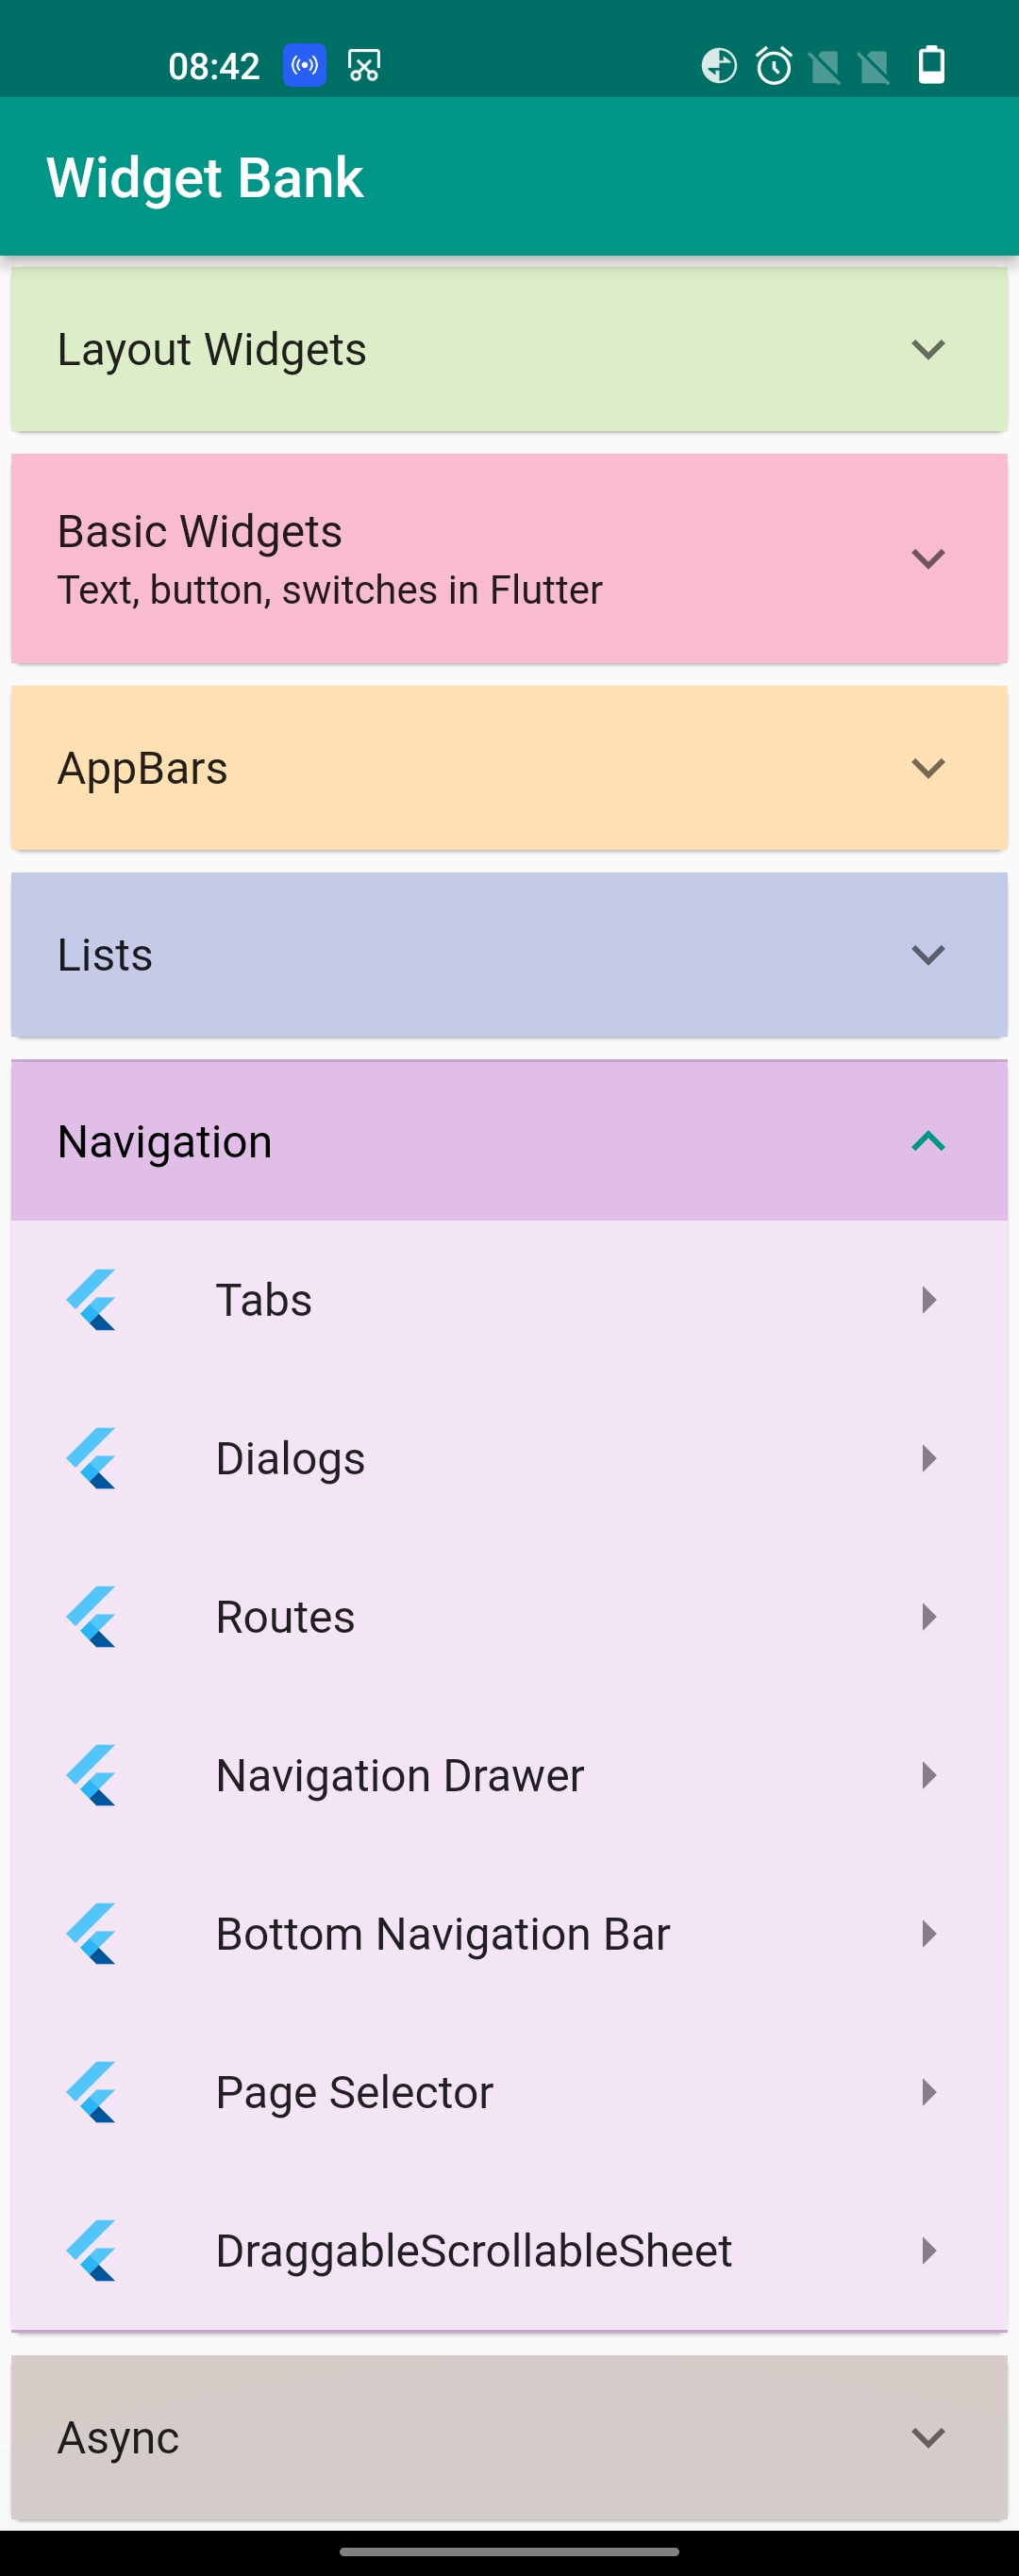 08:42
Widget Bank
Layout Widgets
Basic Widgets
Text, button, switches in Flutter
AppBars
Lists
Navigation
Tabs
Dialogs
Routes
Navigation Drawer
Bottom Navigation Bar
Page Selector
DraggableScrollableSheet
Async